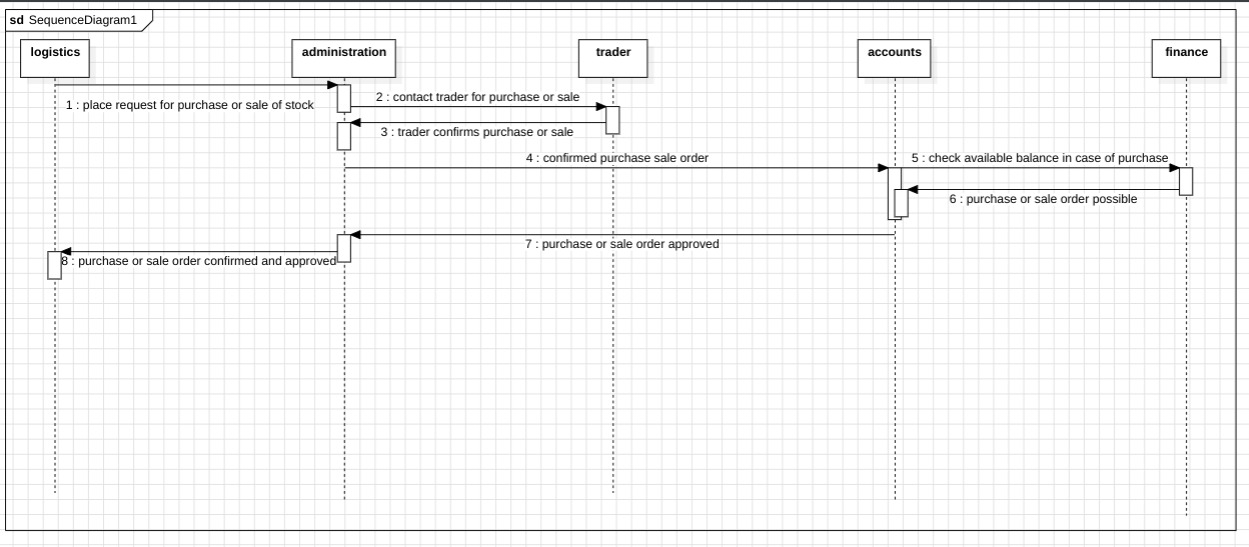 sd SequenceDiagram1
logistics
administration
trader
accounts
finance
1 : place request for purchase or sale of stock
2 : contact trader for purchase or sale
3 : trader confirms purchase or sale
4 : confirmed purchase sale order
5 : check available balance in case of purchase
6 : purchase or sale order possible
7 : purchase or sale order approved
8 : purchase or sale order confirmed and approved